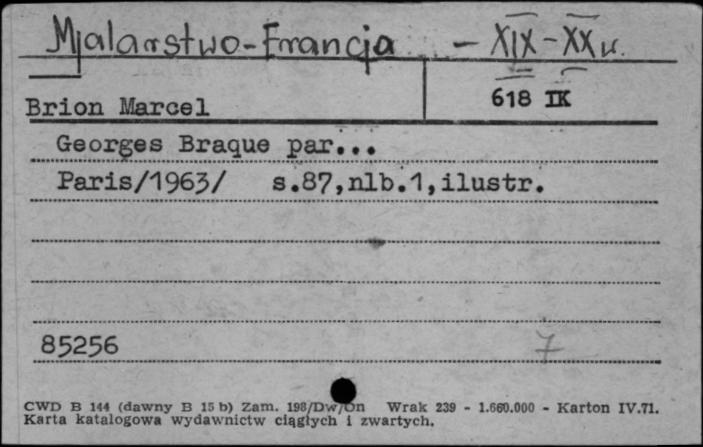 Malarstwo-Francja - XIX-XX w.
Brion Marcel
618 IK
Georges Braque par...
Paris/1963/ s.87,nlb.1,ilustr.
85256 7
CWD B 144 (dawny B 15 b) Zam. 198/Dw/On Wrak 239 - 1.660.000 - Karton IV.71.
Karta katalogowa wydawnictw ciągłych i zwartych.